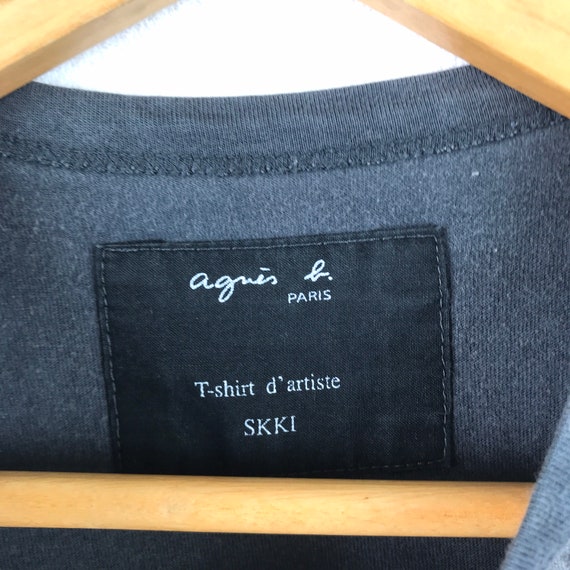 agnès b.
PARIS
T-shirt d'artiste
SKKI